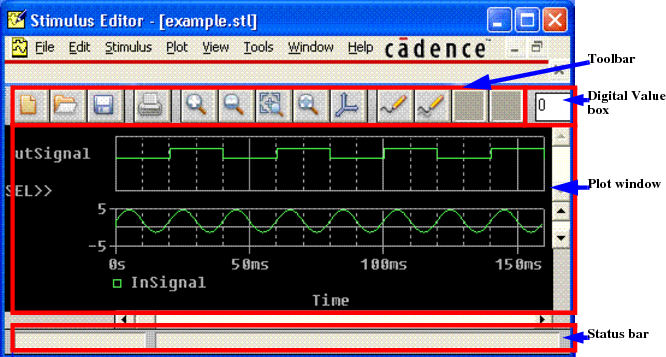 Stimulus Editor - [example.stl]
File Edit Stimulus Plot View Tools Window Help cādence™
Toolbar
Digital Value
box
0
utSignal
SEL>>
Plot window
5
-5
0s 50ms 100ms 150ms
InSignal
Time
Status bar